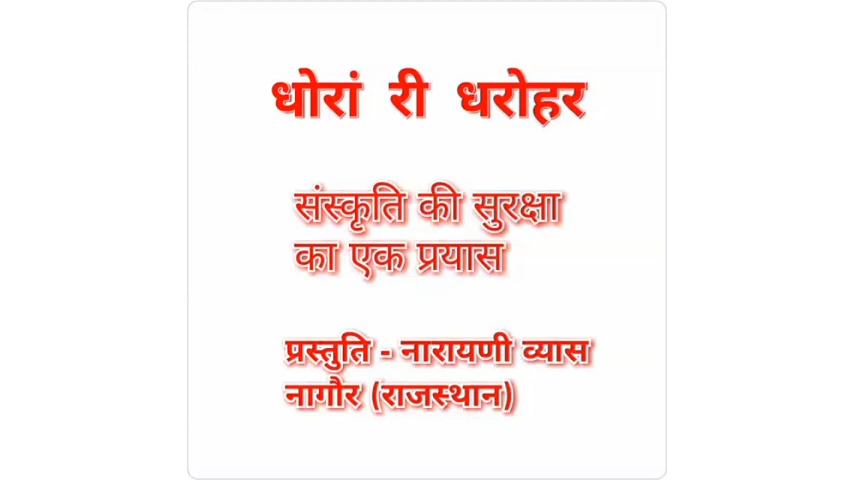 धोरां री धरोहर
संस्कृति की सुरक्षा
का एक प्रयास
प्रस्तुति - नारायणी व्यास
नागौर (राजस्थान)